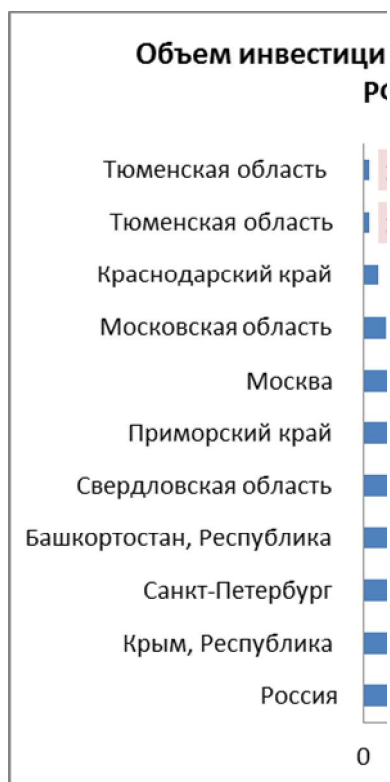 Объем инвестици
РФ
Тюменская область
Тюменская область
Краснодарский край
Московская область
Москва
Приморский край
Свердловская область
Башкортостан, Республика
Санкт-Петербург
Крым, Республика
Россия
0